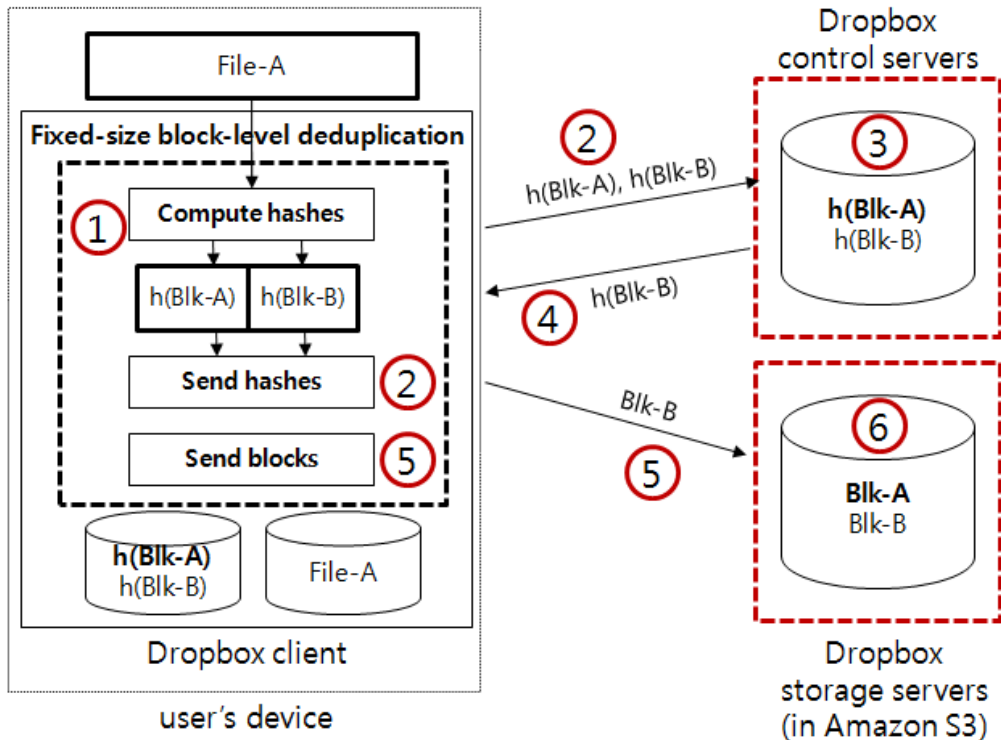 File-A
Fixed-size block-level deduplication
1
Compute hashes
h(Blk-A)
h(Blk-B)
Send hashes
2
Send blocks
5
h(Blk-A)
h(Blk-B)
File-A
Dropbox client
user's device
2
h(Blk-A), h(Blk-B)
h(Blk-B)
4
Blk-B
5
Dropbox
control servers
3
h(Blk-A)
h(Blk-B)
6
Blk-A
Blk-B
Dropbox
storage servers
(in Amazon S3)